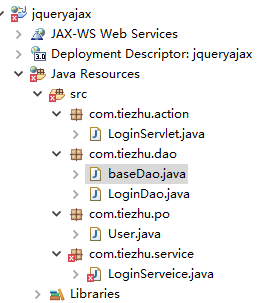 jqueryajax
JAX-WS Web Services
Deployment Descriptor: jqueryajax
Java Resources
src
com.tiezhu.action
LoginServlet.java
com.tiezhu.dao
baseDao.java
LoginDao.java
com.tiezhu.po
User.java
com.tiezhu.service
LoginServeice.java
Libraries